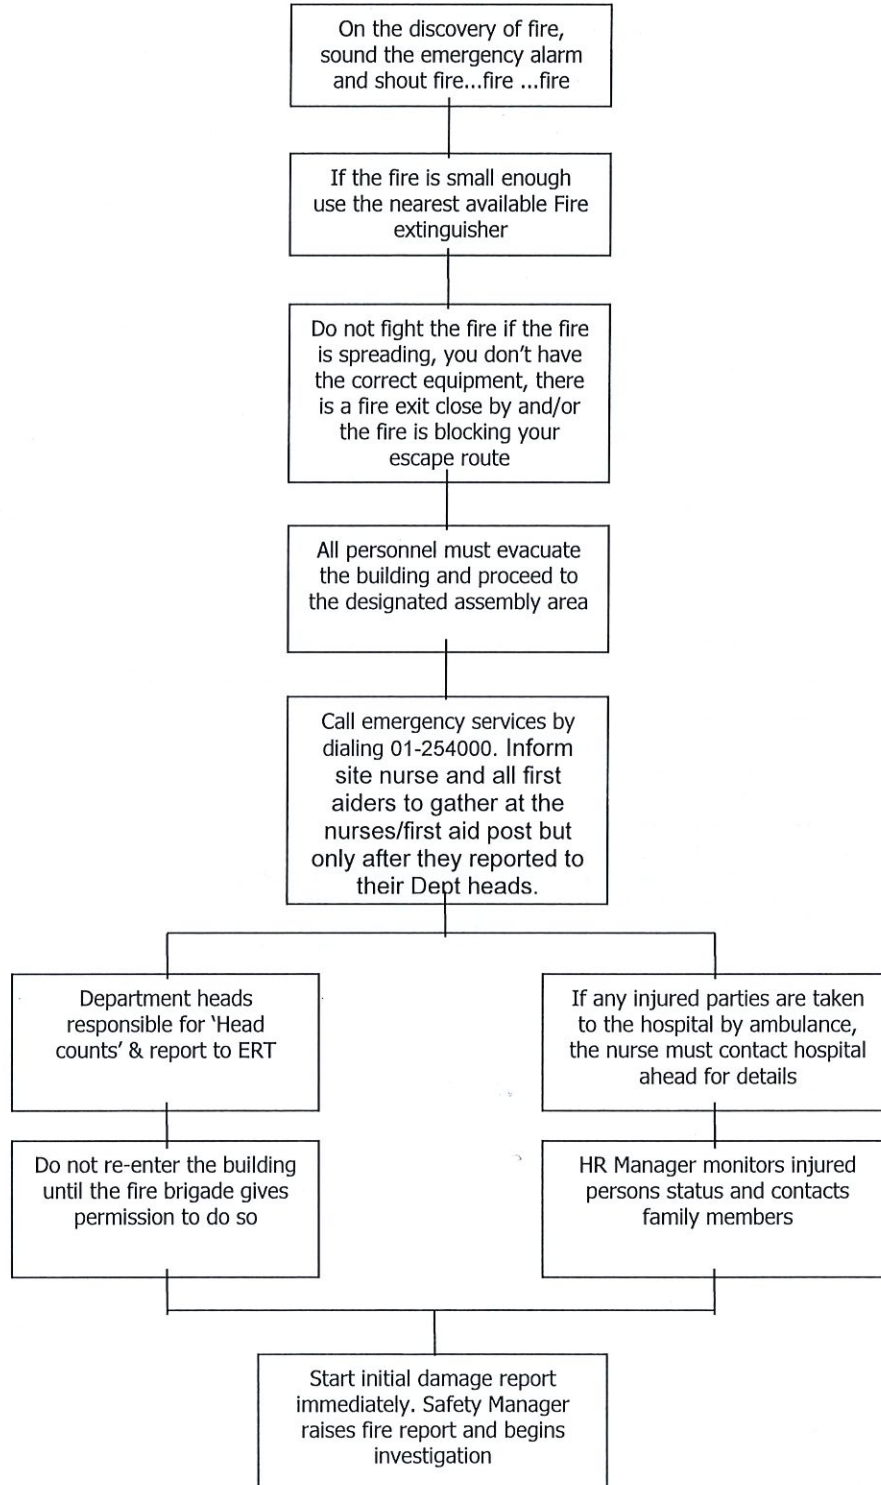 On the discovery of fire,
sound the emergency alarm
and shout fire...fire ...fire
If the fire is small enough
use the nearest available Fire
extinguisher
Do not fight the fire if the fire
is spreading, you don't have
the correct equipment, there
is a fire exit close by and/or
the fire is blocking your
escape route
All personnel must evacuate
the building and proceed to
the designated assembly area
Call emergency services by
dialing 01-254000. Inform
site nurse and all first
aiders to gather at the
nurses/first aid post but
only after they reported to
their Dept heads.
Department heads
responsible for ‘Head
counts’ & report to ERT
Do not re-enter the building
until the fire brigade gives
permission to do so
If any injured parties are taken
to the hospital by ambulance,
the nurse must contact hospital
ahead for details
HR Manager monitors injured
persons status and contacts
family members
Start initial damage report
immediately. Safety Manager
raises fire report and begins
investigation